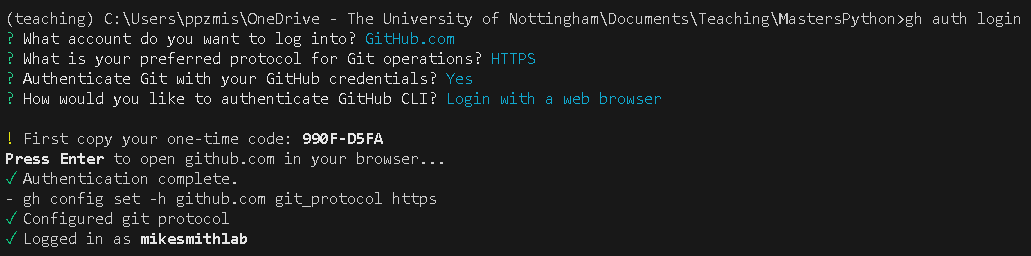 (teaching) C:\Users\ppzmis\OneDrive - The University of Nottingham\Documents\Teaching\MastersPython>gh auth login
? What account do you want to log into? GitHub.com
? What is your preferred protocol for Git operations? HTTPS
? Authenticate Git with your GitHub credentials? Yes
? How would you like to authenticate GitHub CLI? Login with a web browser
! First copy your one-time code: 990F-D5FA
Press Enter to open github.com in your browser...
✓ Authentication complete.
- gh config set -h github.com git_protocol https
✓ Configured git protocol
✓ Logged in as mikesmithlab